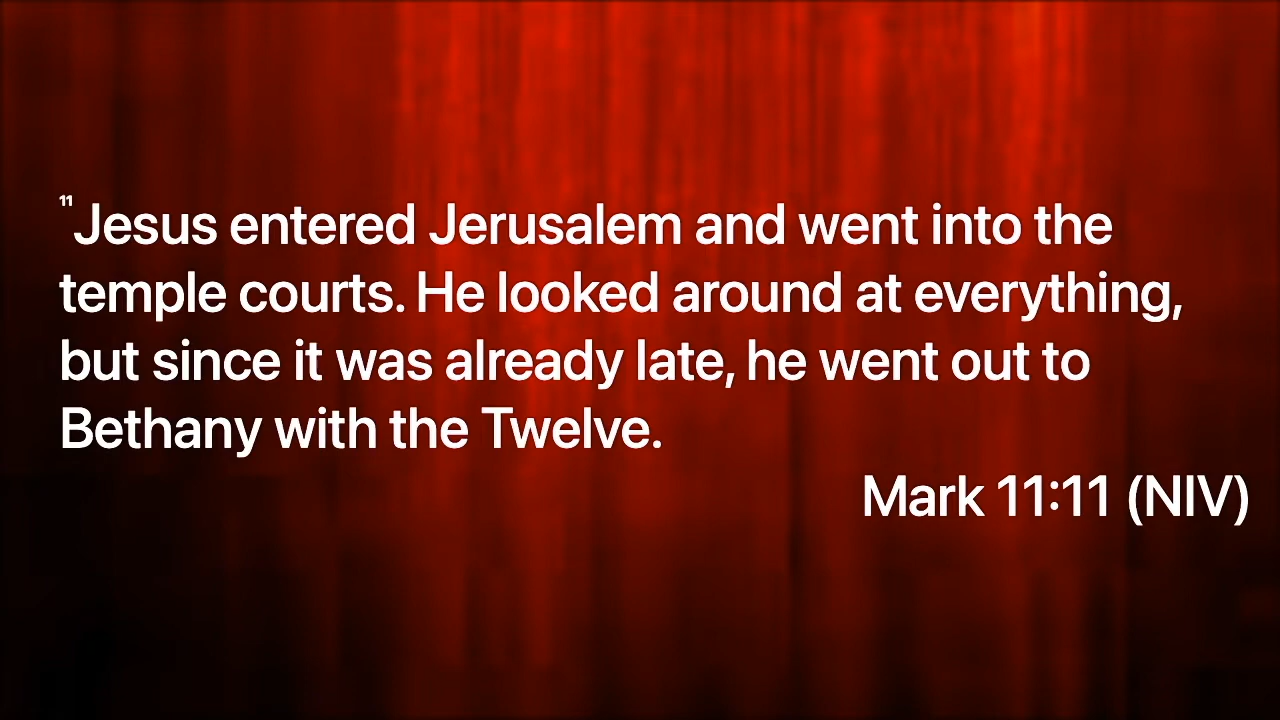 ¹¹Jesus entered Jerusalem and went into the
temple courts. He looked around at everything,
but since it was already late, he went out to
Bethany with the Twelve.
Mark 11:11 (NIV)